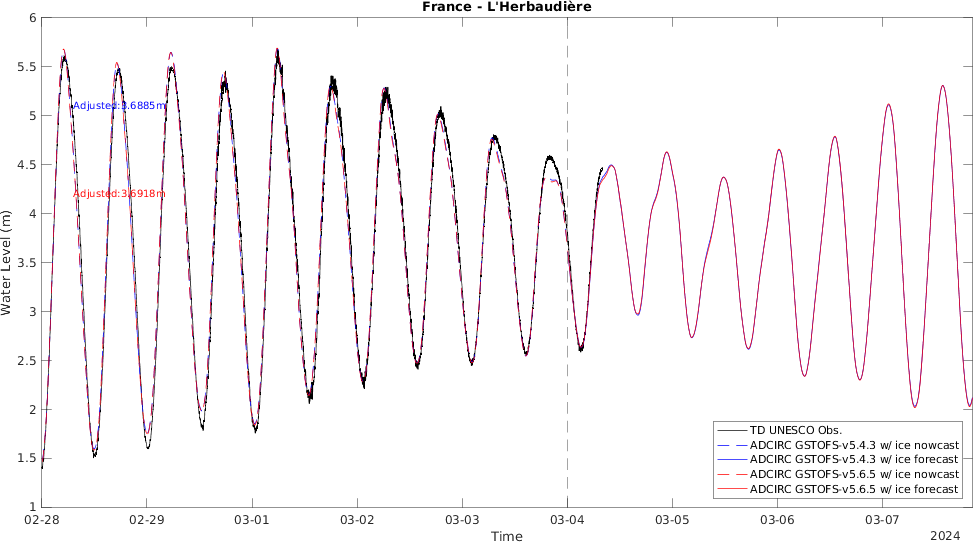 France - L'Herbaudière
6
5.5
5
4.5
4
3.5
3
2.5
2
1.5
1
Water Level (m)
Adjusted:3.6885m
Adjusted:3.6918m
TD UNESCO Obs.
ADCIRC GSTOFS-v5.4.3 w/ ice nowcast
ADCIRC GSTOFS-v5.4.3 w/ ice forecast
ADCIRC GSTOFS-v5.6.5 w/ ice nowcast
ADCIRC GSTOFS-v5.6.5 w/ ice forecast
02-28 02-29 03-01 03-02 03-03 03-04 03-05 03-06 03-07
Time
2024